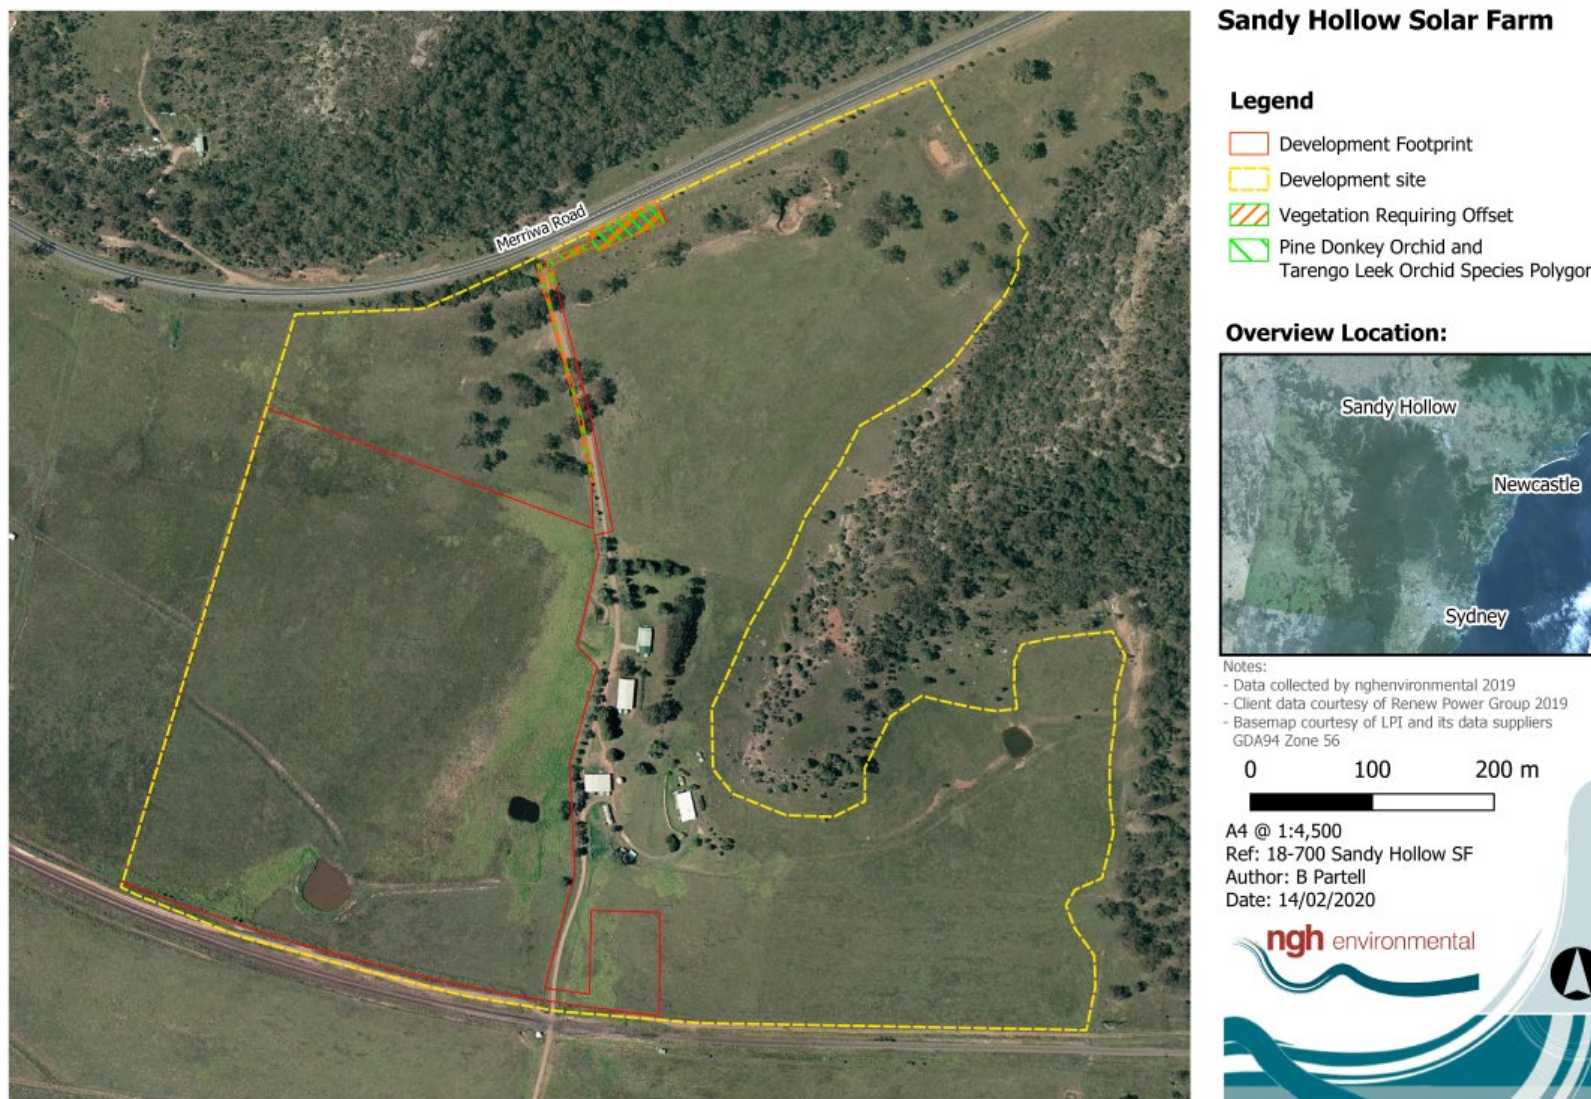 Sandy Hollow Solar Farm
Legend
Development Footprint
Development site
Vegetation Requiring Offset
Pine Donkey Orchid and
Tarengo Leek Orchid Species Polygon
Merriwa Road
Overview Location:
Sandy Hollow
Newcastle
Sydney
Notes:
- Data collected by nghenvironmental 2019
- Client data courtesy of Renew Power Group 2019
- Basemap courtesy of LPI and its data suppliers
GDA94 Zone 56
0 100 200 m
A4 @ 1:4,500
Ref: 18-700 Sandy Hollow SF
Author: B Partell
Date: 14/02/2020
ngh environmental